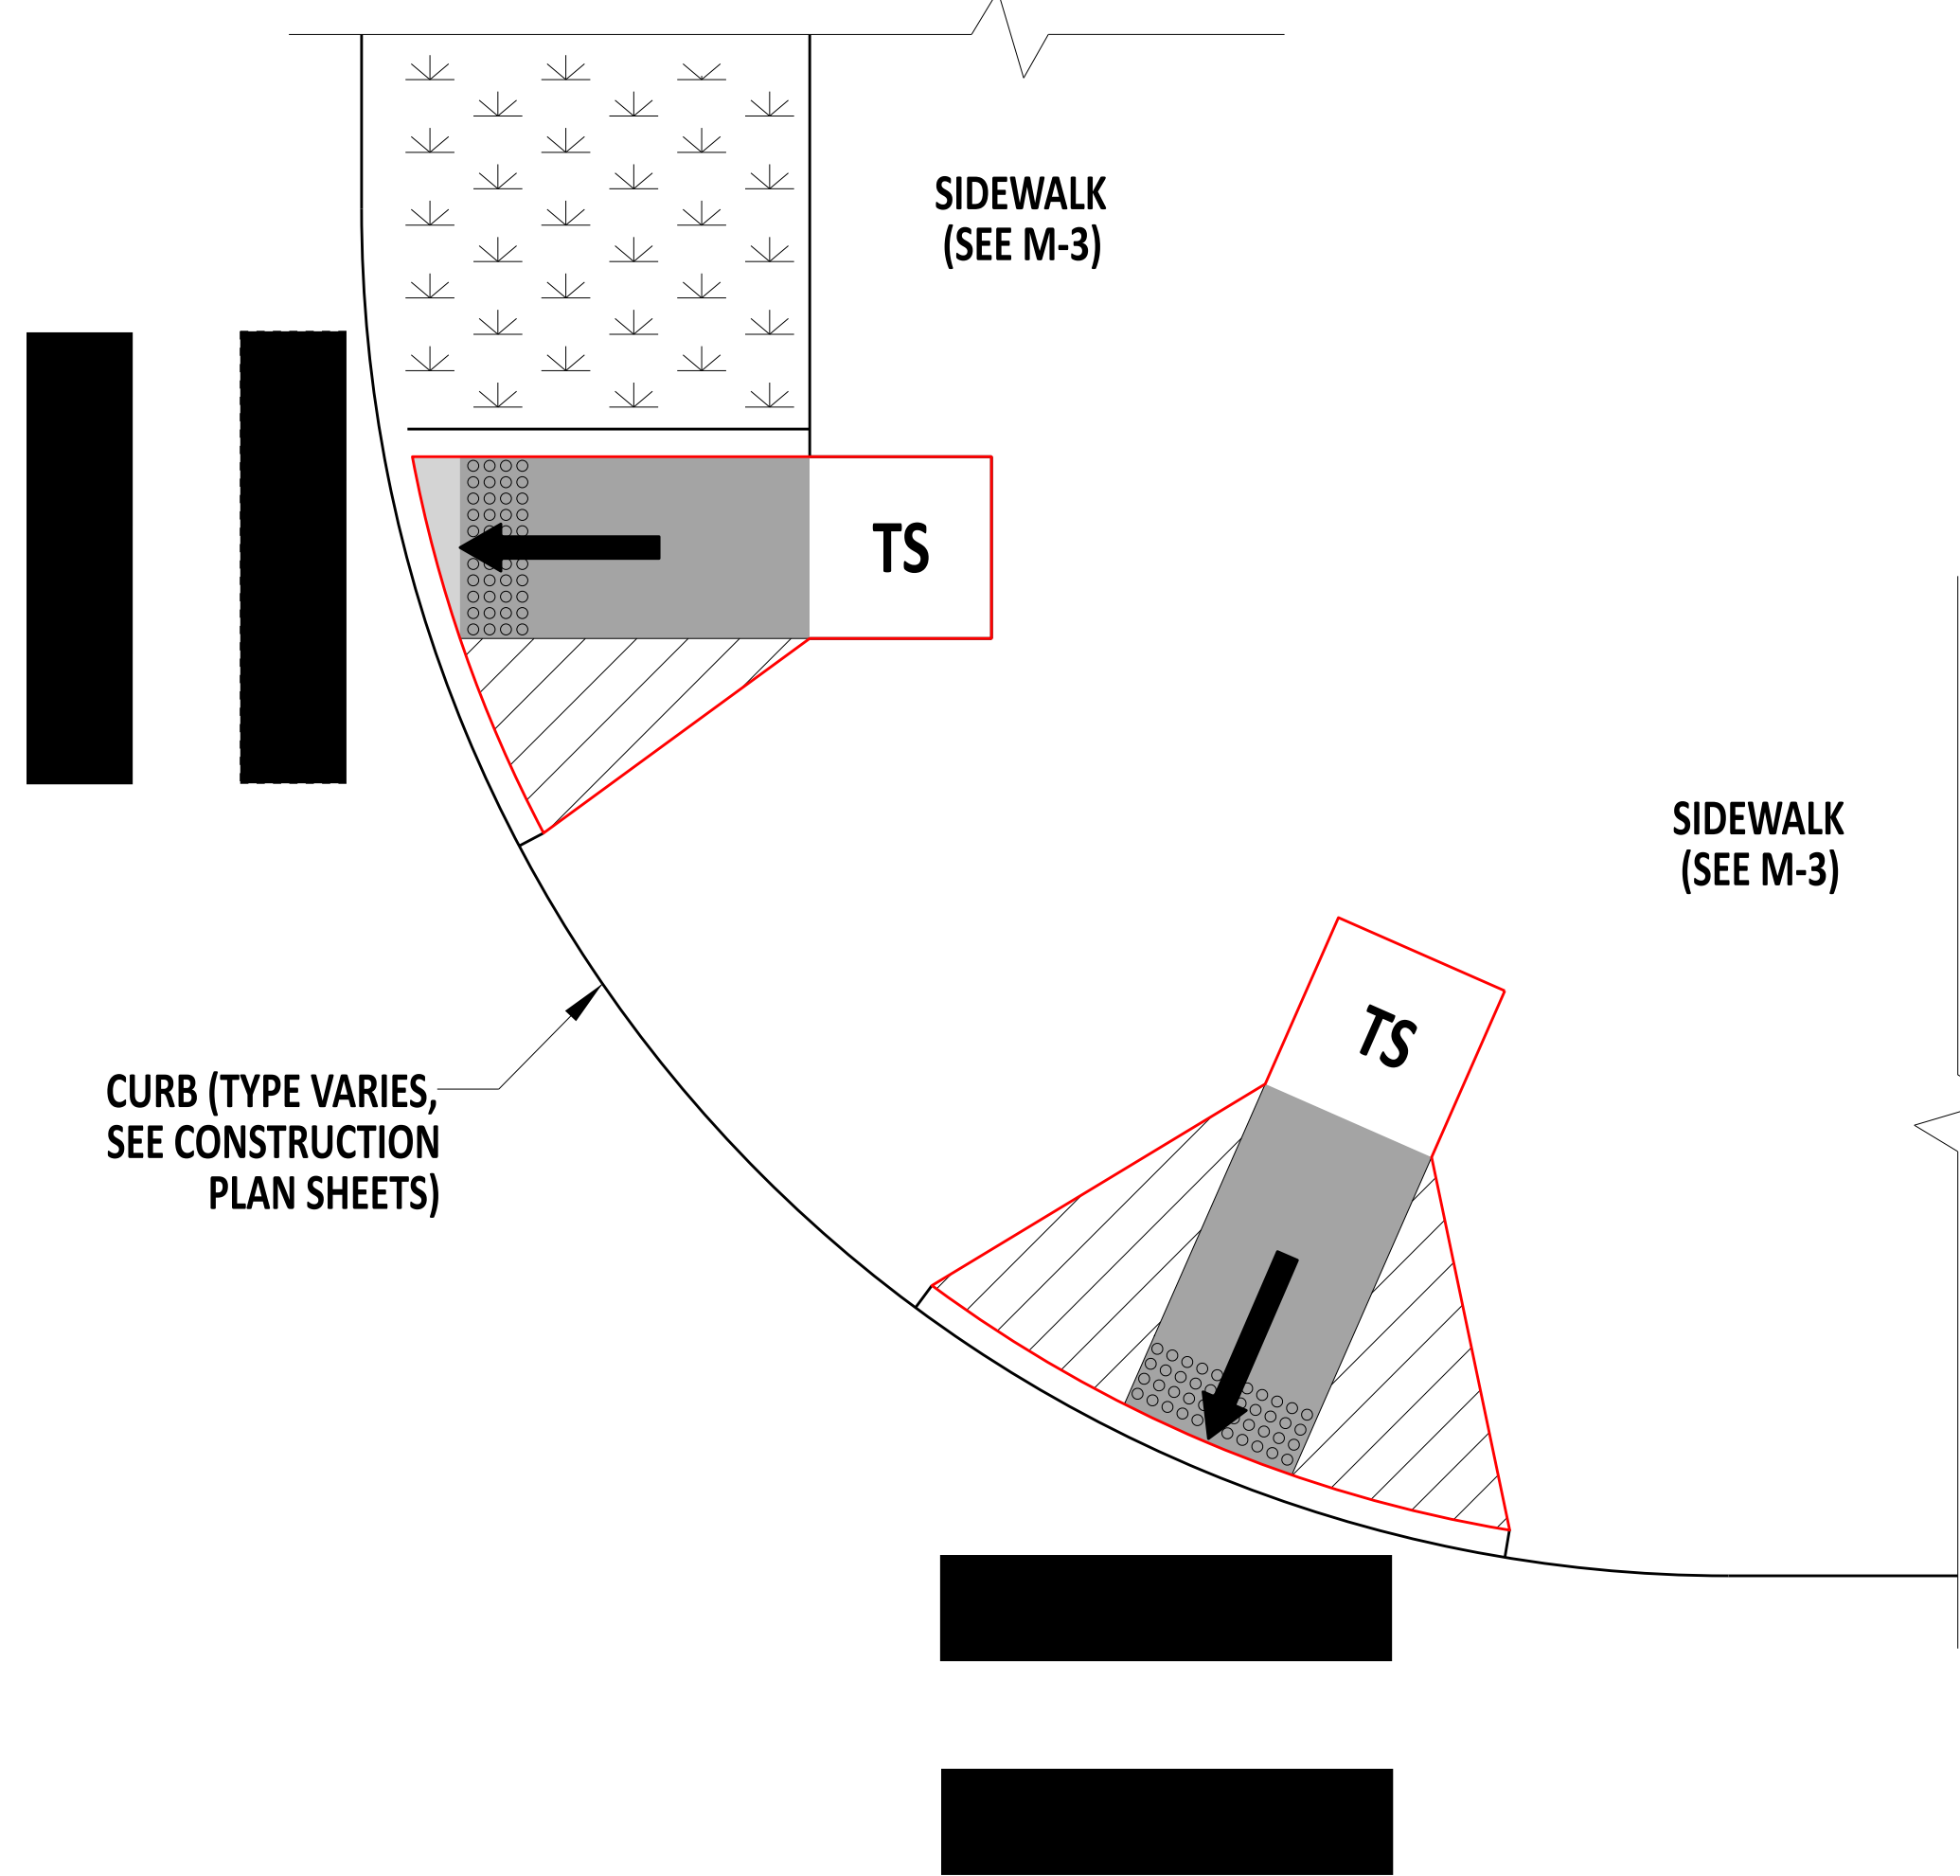 SIDEWALK
(SEE M-3)
TS
SIDEWALK
(SEE M-3)
TS
CURB (TYPE VARIES,
SEE CONSTRUCTION
PLAN SHEETS)